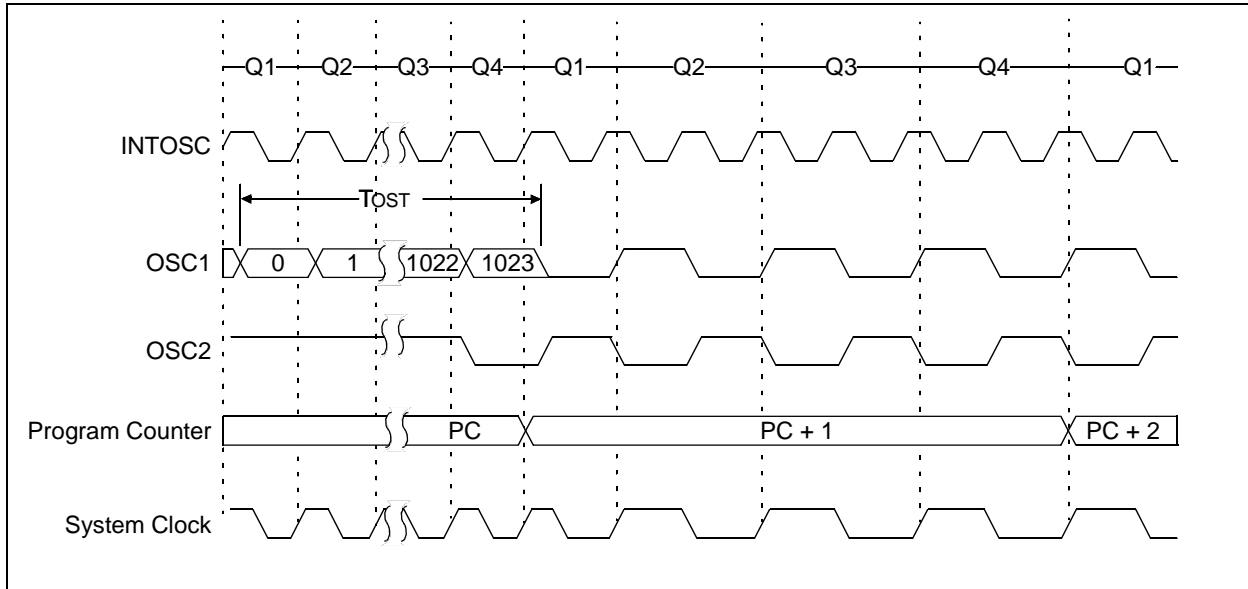 Q1 Q2 Q3 Q4 Q1 Q2 Q3 Q4 Q1
INTOSC
TOST
OSC1 0 1 1022 1023
OSC2
Program Counter PC PC + 1 PC + 2
System Clock